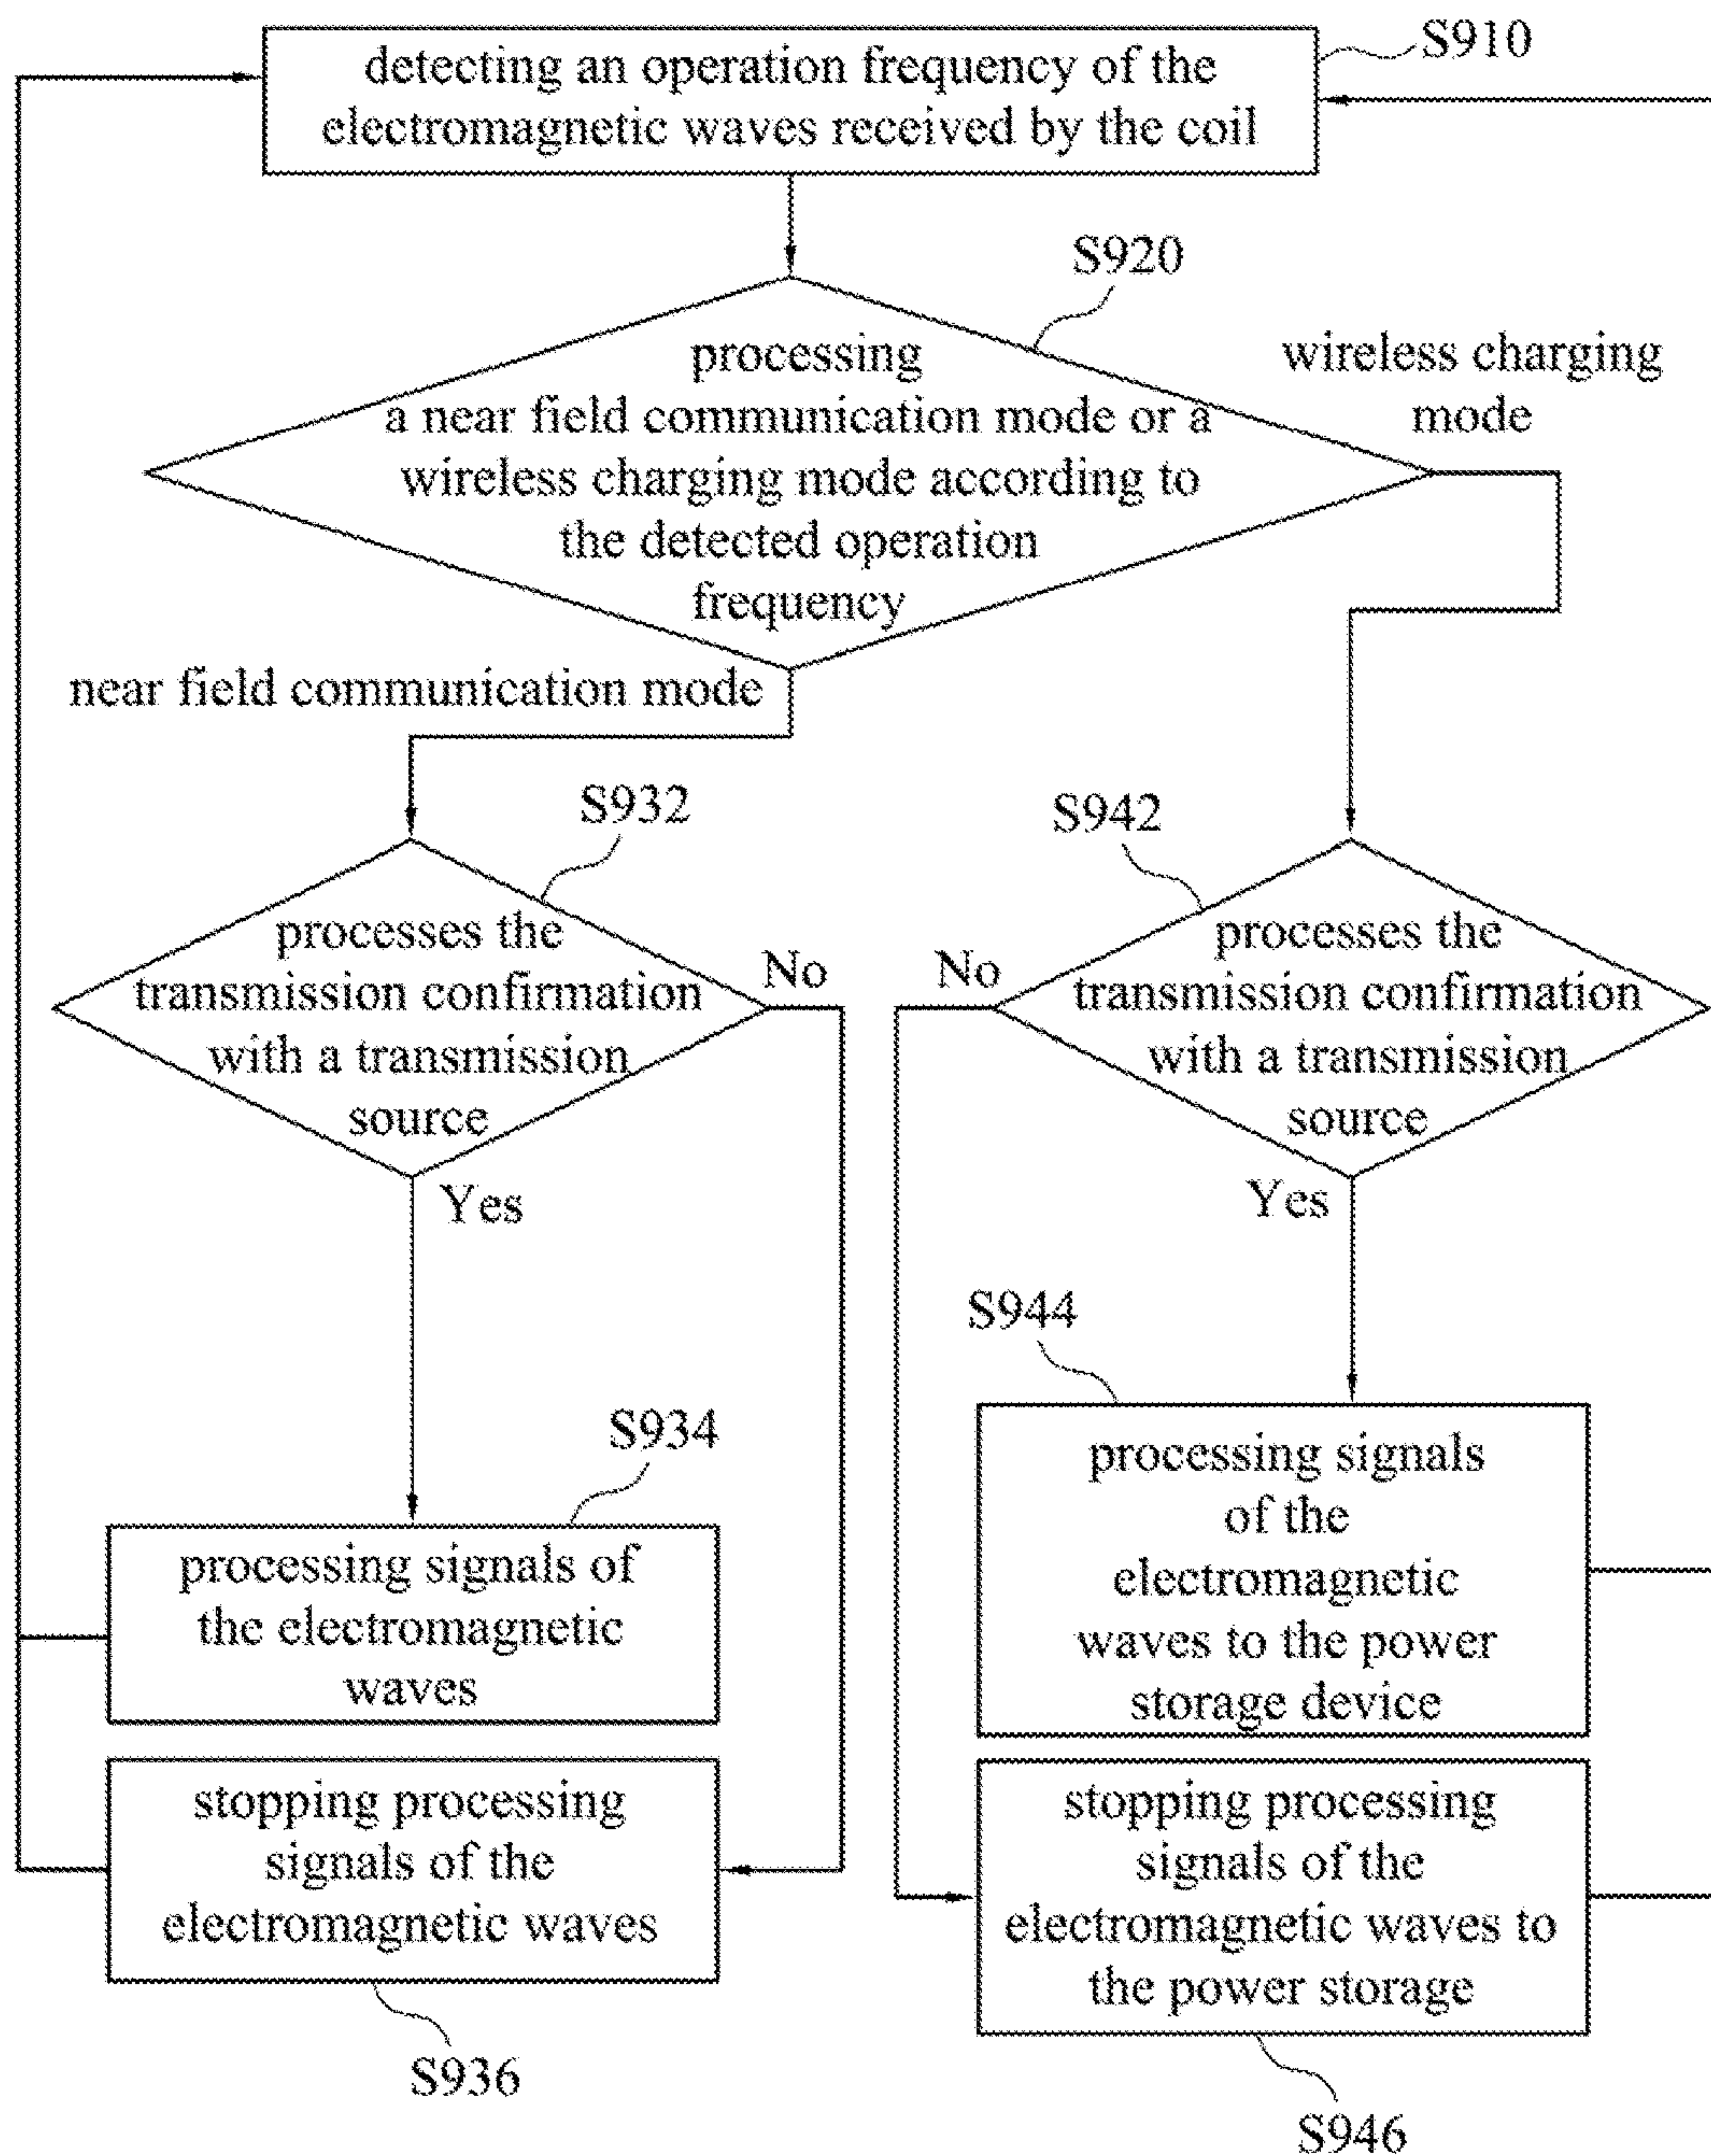 S910
detecting an operation frequency of the
electromagnetic waves received by the coil
S920
processing
a near field communication mode or a
wireless charging mode according to
the detected operation
frequency
wireless charging
mode
near field communication mode
S932
processes the
transmission confirmation
with a transmission
source
No
Yes
S942
processes the
transmission confirmation
with a transmission
source
No
Yes
S934
processing signals of
the electromagnetic
waves
S944
processing signals
of the
electromagnetic
waves to the power
storage device
stopping processing
signals of the
electromagnetic waves
S936
stopping processing
signals of the
electromagnetic waves to
the power storage
S946